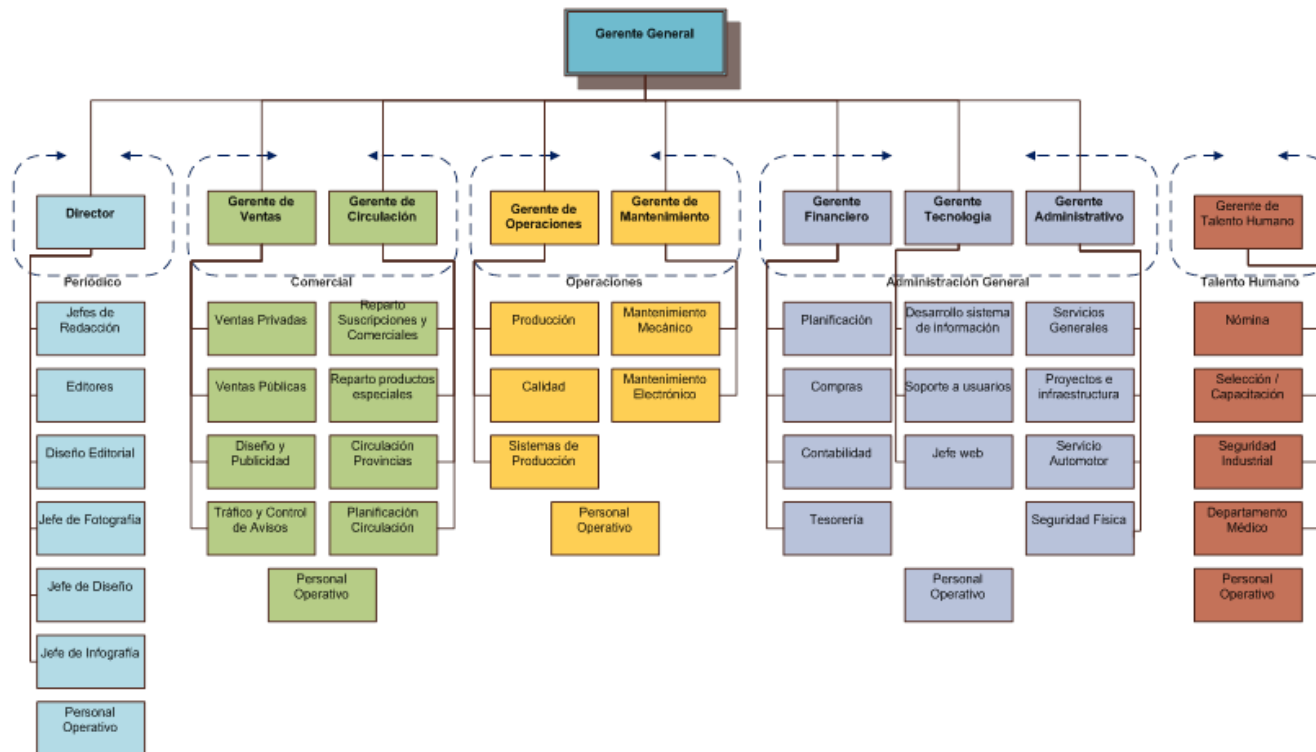 Gerente General
Director
Gerente de
Ventas
Gerente de
Circulación
Gerente de
Operaciones
Gerente de
Mantenimiento
Gerente
Financiero
Gerente
Tecnología
Gerente
Administrativo
Gerente de
Talento Humano
Periódico
Comercial
Operaciones
Administración General
Talento Humano
Jefes de
Redacción
Editores
Diseño Editorial
Jefe de Fotografía
Jefe de Diseño
Jefe de Infografía
Personal
Operativo
Ventas Privadas
Ventas Públicas
Diseño y
Publicidad
Tráfico y Control
de Avisos
Reparto
Suscripciones y
Comerciales
Reparto productos
especiales
Circulación
Provincias
Planificación
Circulación
Personal
Operativo
Producción
Calidad
Sistemas de
Producción
Mantenimiento
Mecánico
Mantenimiento
Electrónico
Personal
Operativo
Planificación
Compras
Contabilidad
Tesorería
Desarrollo sistema
de información
Soporte a usuarios
Jefe web
Servicios
Generales
Proyectos e
infraestructura
Servicio
Automotor
Seguridad Física
Personal
Operativo
Nómina
Selección /
Capacitación
Seguridad
Industrial
Departamento
Médico
Personal
Operativo